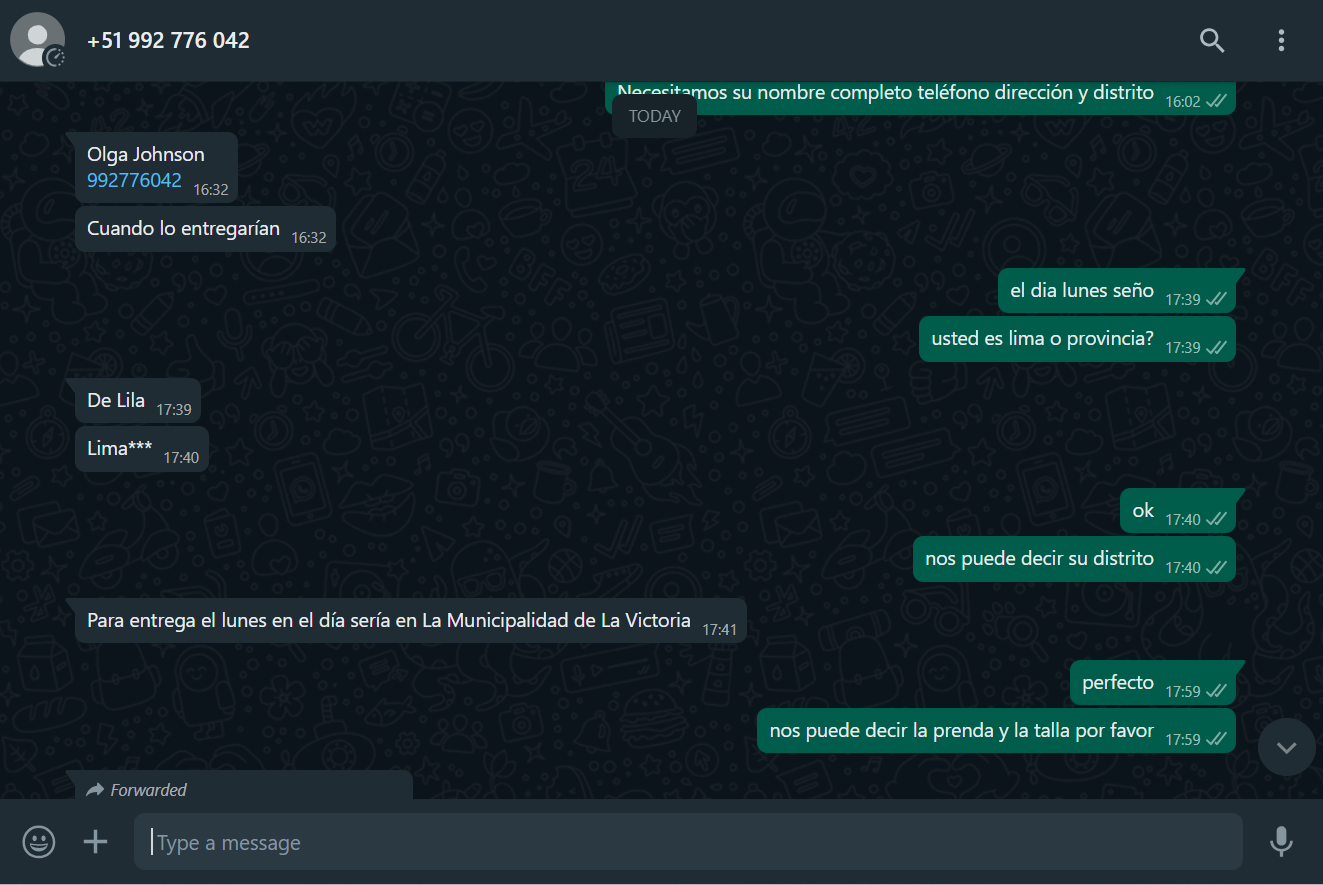 +51 992 776 042
Necesitamos su nombre completo teléfono dirección y distrito 16:02
TODAY
Olga Johnson
992776042 16:32
Cuando lo entregarían 16:32
el dia lunes seño 17:39
usted es lima o provincia? 17:39
De Lila 17:39
Lima*** 17:40
ok 17:40
nos puede decir su distrito 17:40
Para entrega el lunes en el día sería en La Municipalidad de La Victoria 17:41
perfecto 17:59
nos puede decir la prenda y la talla por favor 17:59
Forwarded
Type a message